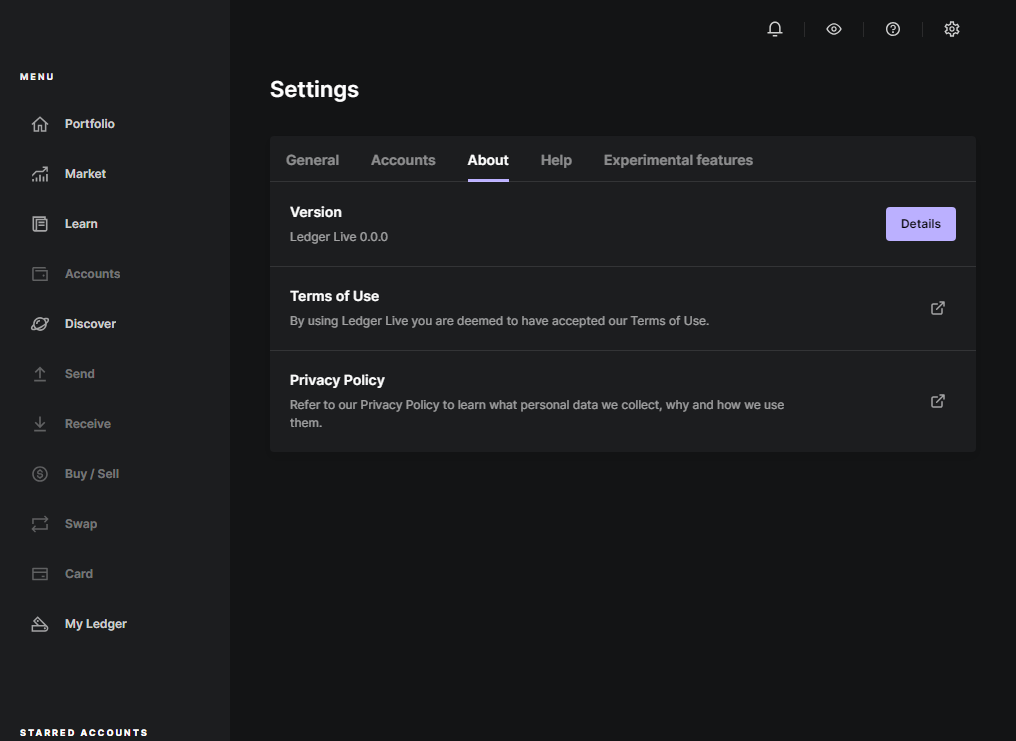 MENU
Portfolio
Market
Learn
Accounts
Discover
Send
Receive
Buy / Sell
Swap
Card
My Ledger
STARRED ACCOUNTS
Settings
General Accounts About Help Experimental features
Version
Ledger Live 0.0.0
Details
Terms of Use
By using Ledger Live you are deemed to have accepted our Terms of Use.
Privacy Policy
Refer to our Privacy Policy to learn what personal data we collect, why and how we use
them.